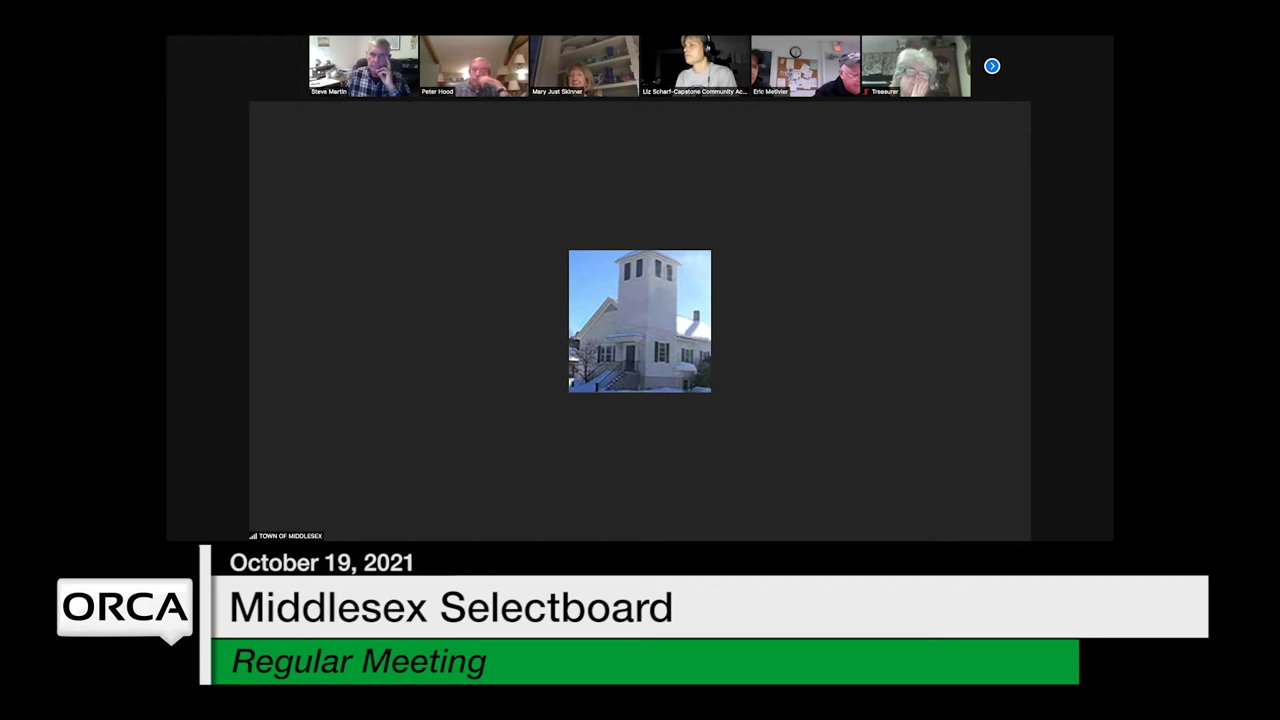 Steve Martin
Peter Hood
Mary Just Skinner
Liz Scharf-Capstone Community Ac...
Eric Metivier
Treasurer
TOWN OF MIDDLESEX
October 19, 2021
ORCA
Middlesex Selectboard
Regular Meeting